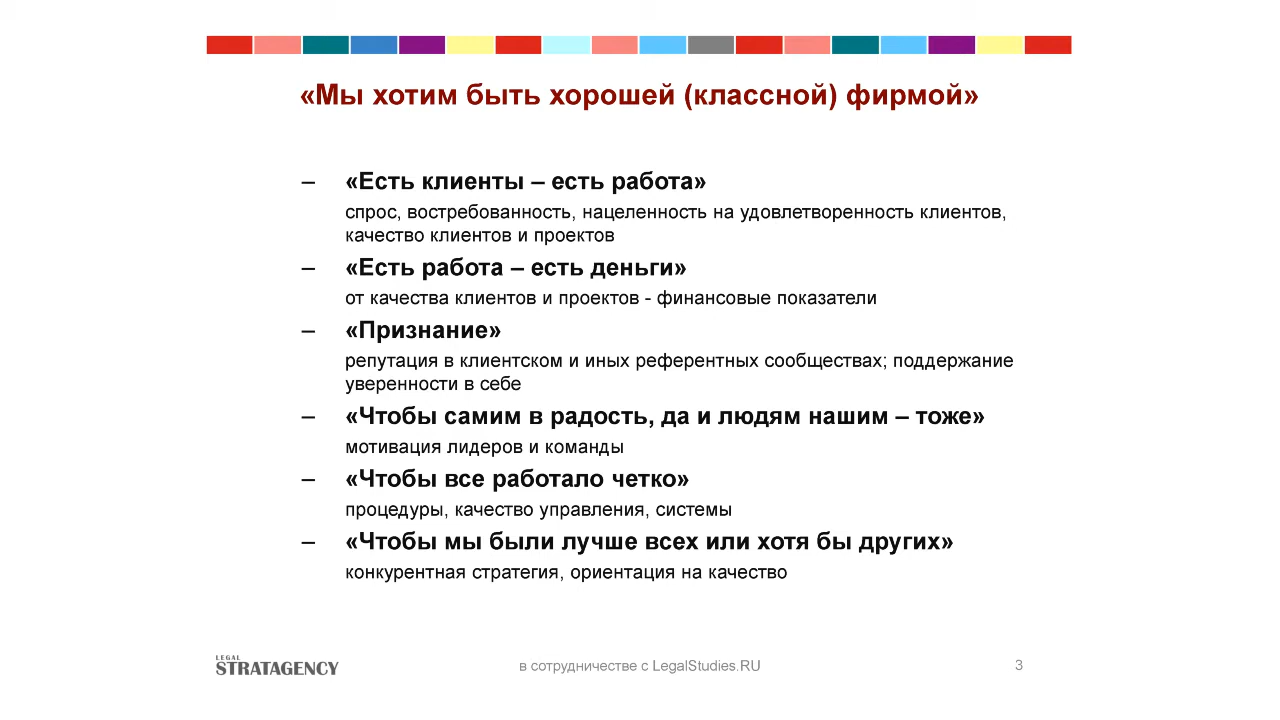 «Мы хотим быть хорошей (классной) фирмой»
– «Есть клиенты – есть работа»
спрос, востребованность, нацеленность на удовлетворенность клиентов,
качество клиентов и проектов
– «Есть работа – есть деньги»
от качества клиентов и проектов - финансовые показатели
– «Признание»
репутация в клиентском и иных референтных сообществах; поддержание
уверенности в себе
– «Чтобы самим в радость, да и людям нашим – тоже»
мотивация лидеров и команды
– «Чтобы все работало четко»
процедуры, качество управления, системы
– «Чтобы мы были лучше всех или хотя бы других»
конкурентная стратегия, ориентация на качество
LEGAL
STRATAGENCY
в сотрудничестве с LegalStudies.RU
3